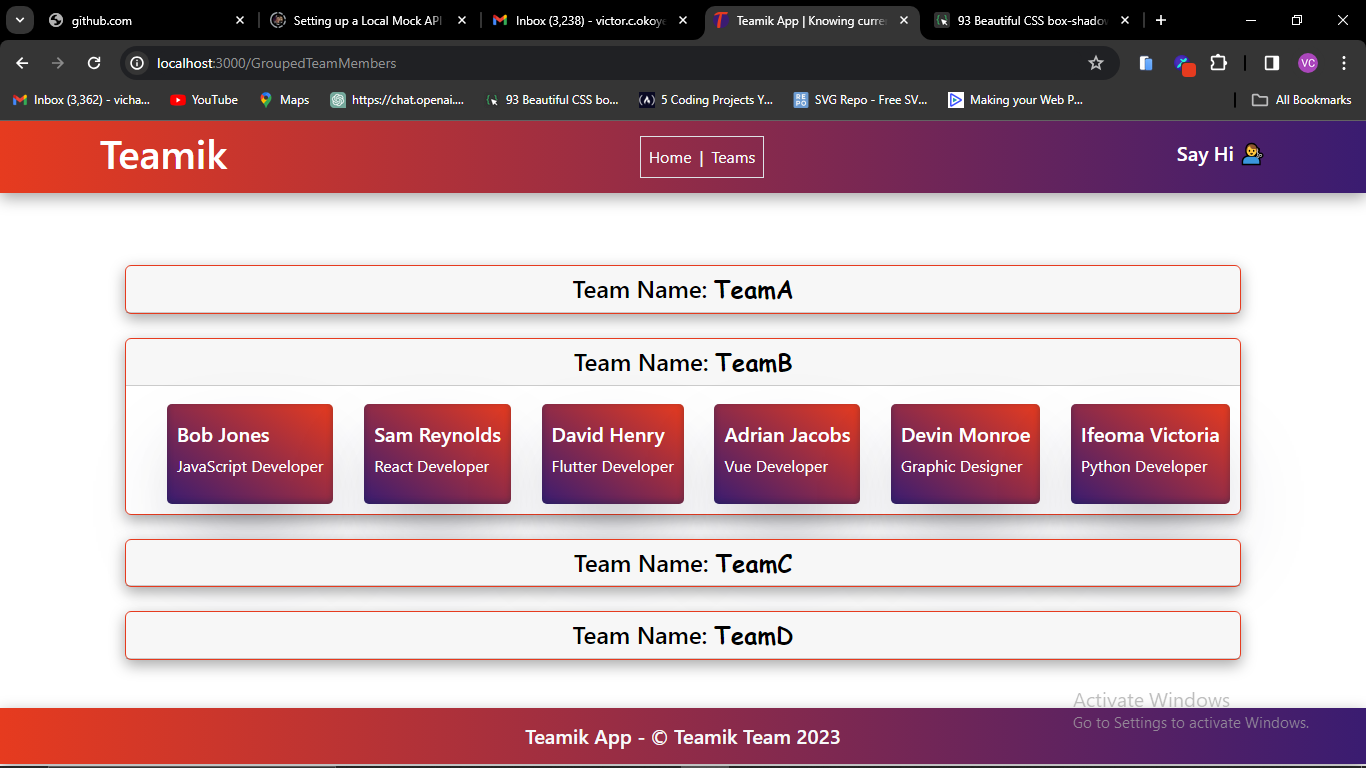 github.com
Setting up a Local Mock API
Inbox (3,238) - victor.c.okoye
Teamik App | Knowing curre
93 Beautiful CSS box-shadow
localhost:3000/GroupedTeamMembers
VC
Inbox (3,362) - vicha...
YouTube
Maps
https://chat.openai....
93 Beautiful CSS bo...
5 Coding Projects Y...
SVG Repo - Free SV...
Making your Web P...
All Bookmarks
Teamik
Home | Teams
Say Hi
Team Name: TeamA
Team Name: TeamB
Bob Jones
JavaScript Developer
Sam Reynolds
React Developer
David Henry
Flutter Developer
Adrian Jacobs
Vue Developer
Devin Monroe
Graphic Designer
Ifeoma Victoria
Python Developer
Team Name: TeamC
Team Name: TeamD
Activate Windows
Go to Settings to activate Windows.
Teamik App - © Teamik Team 2023